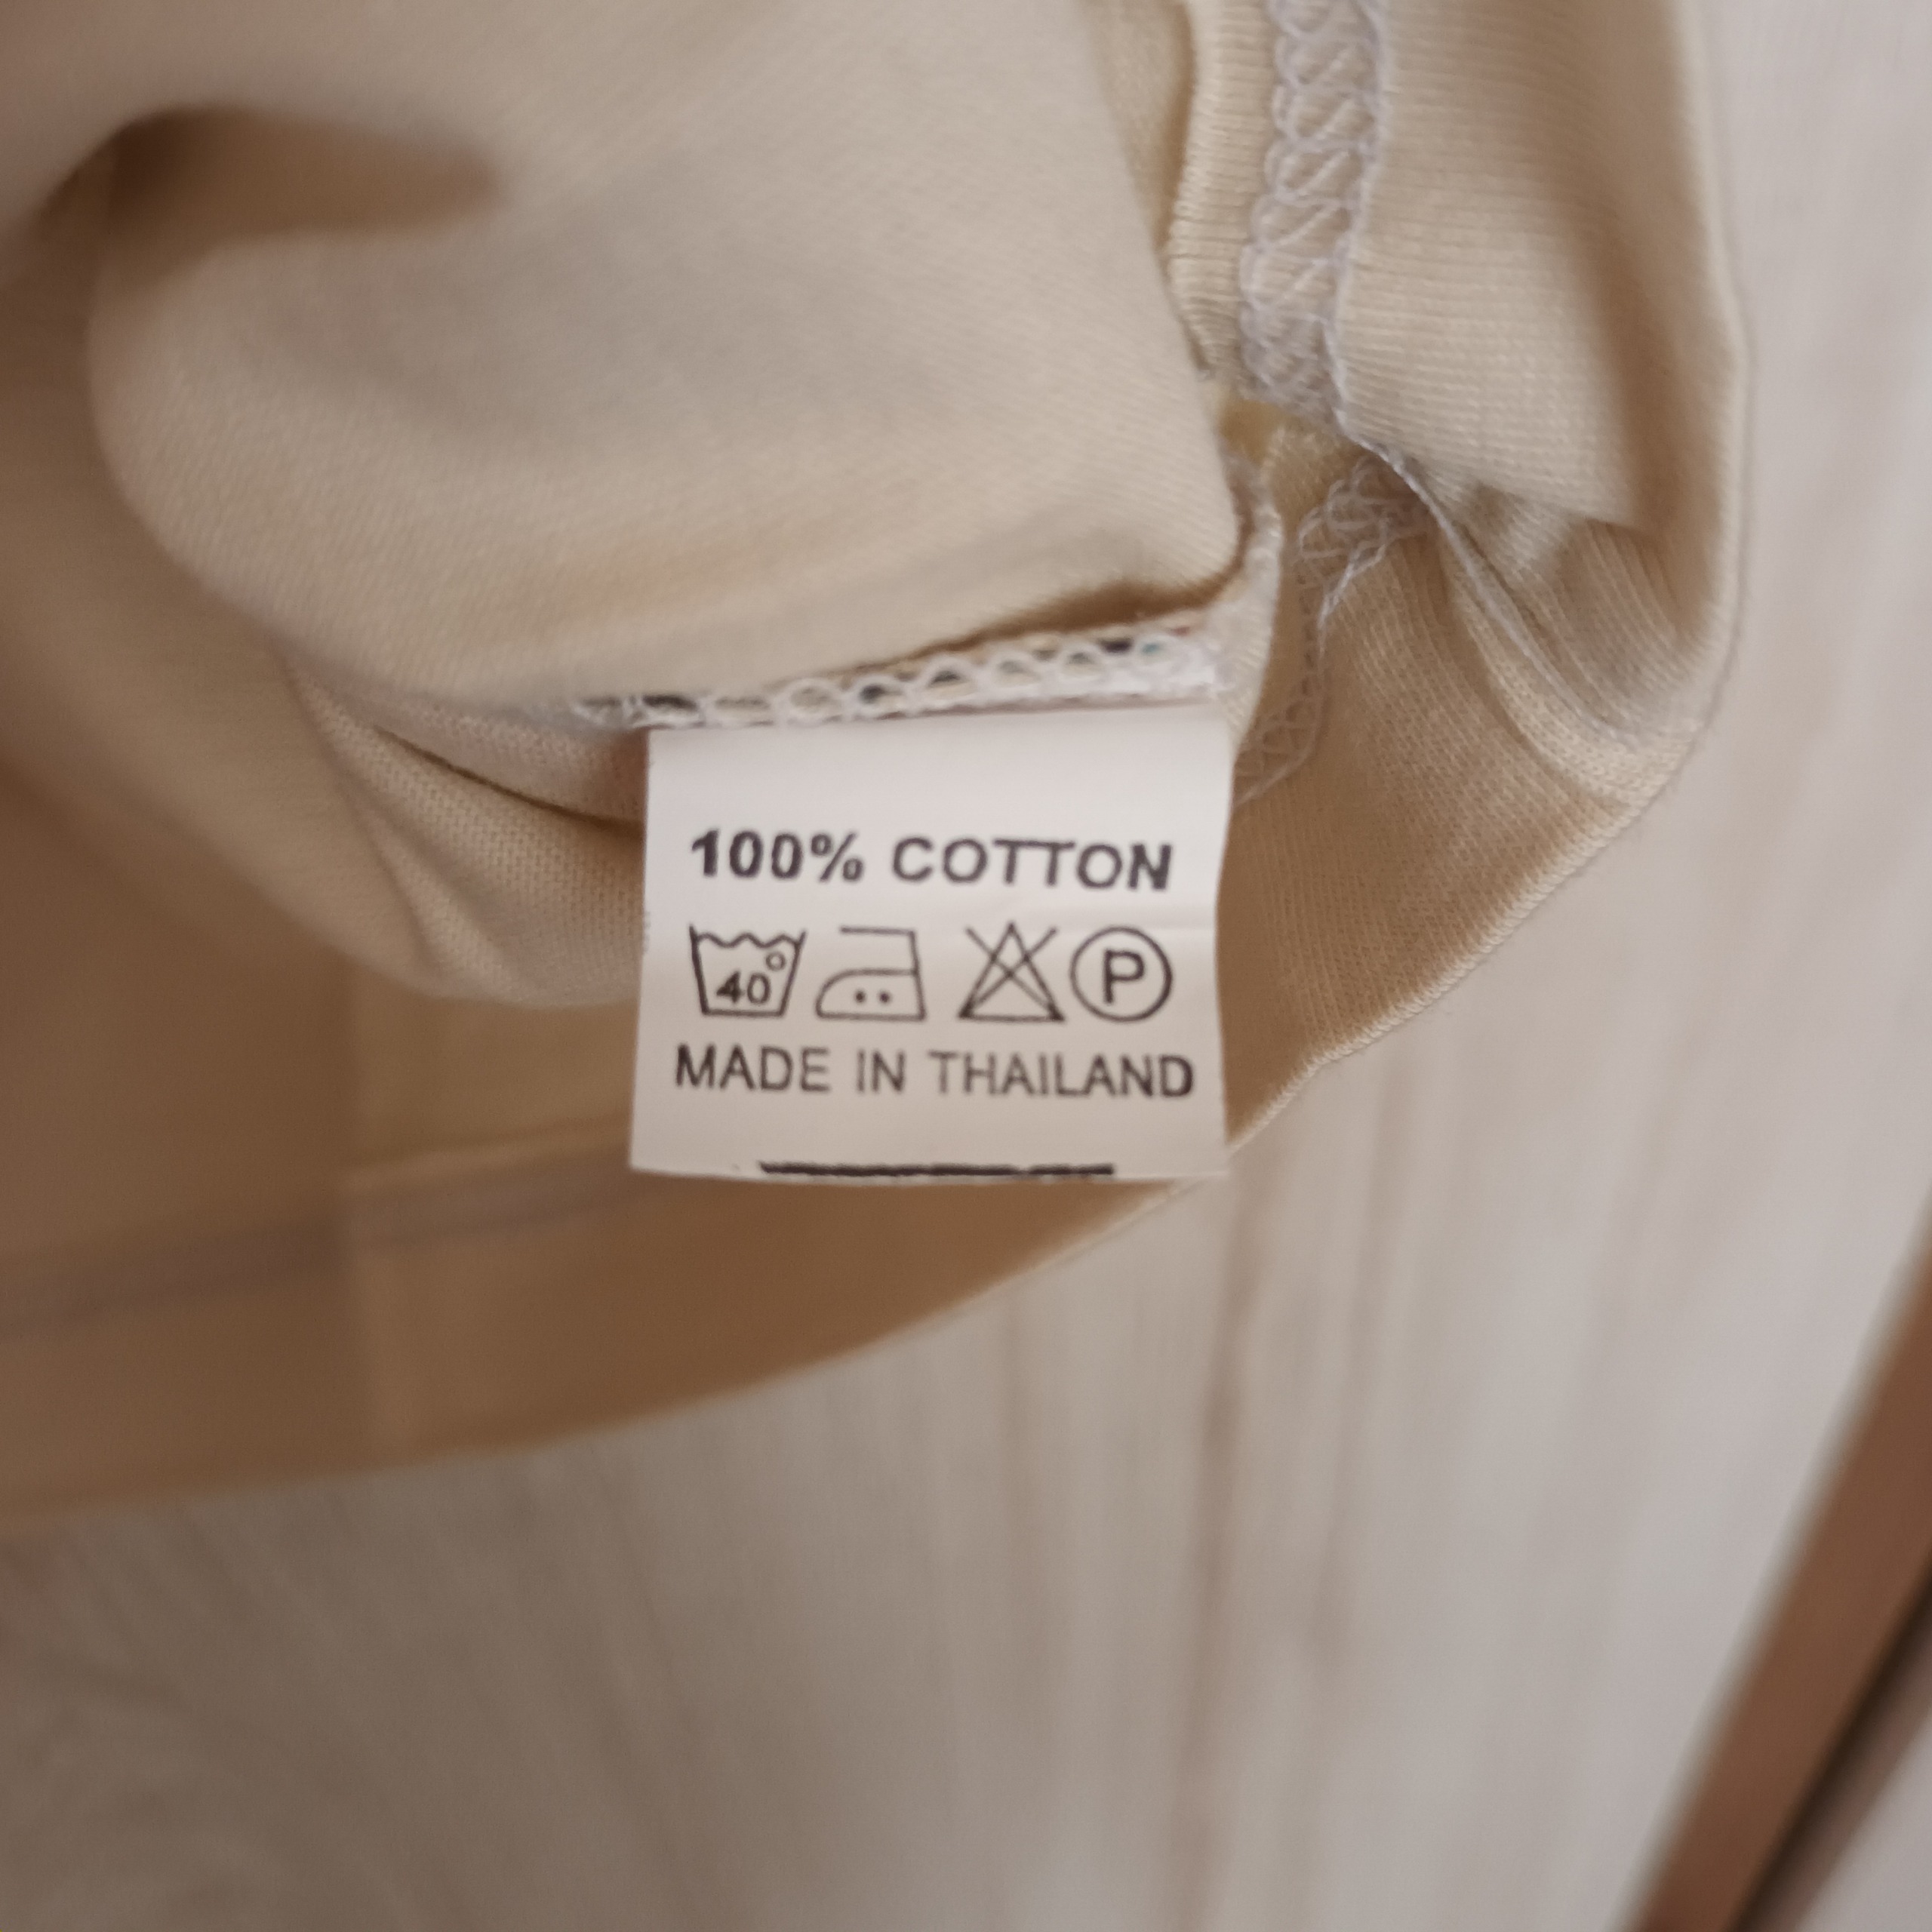 100% COTTON
40° P
MADE IN THAILAND